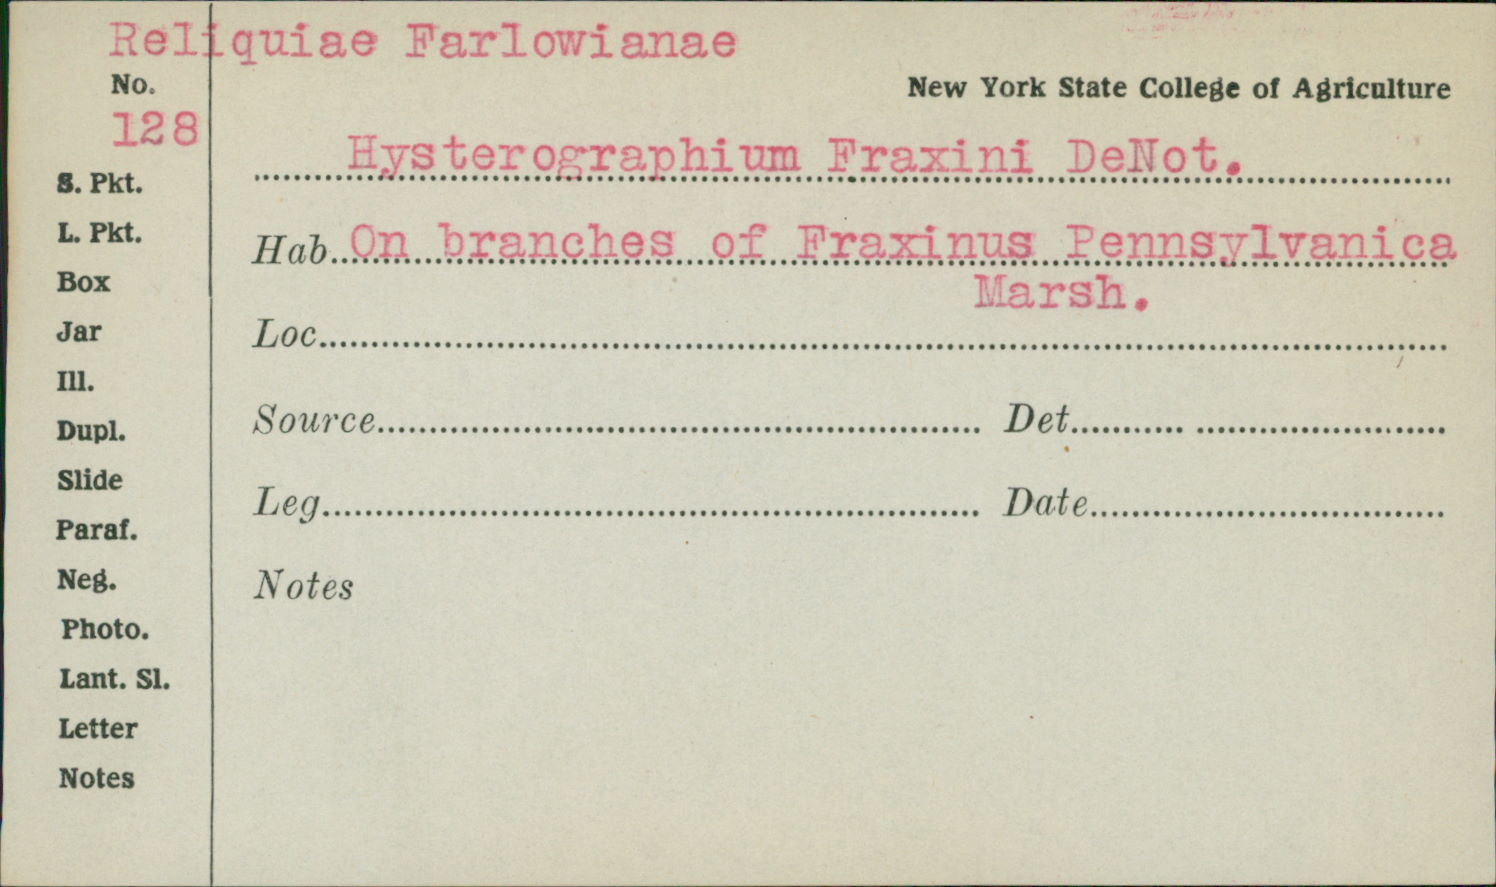 Reliquiae Farlowianae
No.
New York State College of Agriculture
128
Hysterographium Fraxini DeNot.
S. Pkt.
L. Pkt.
Hab. On branches of Fraxinus Pennsylvanica
Marsh.
Box
Jar
Loc.
Ill.
Dupl.
Source
Det.
Slide
Leg.
Date
Paraf.
Neg.
Notes
Photo.
Lant. Sl.
Letter
Notes